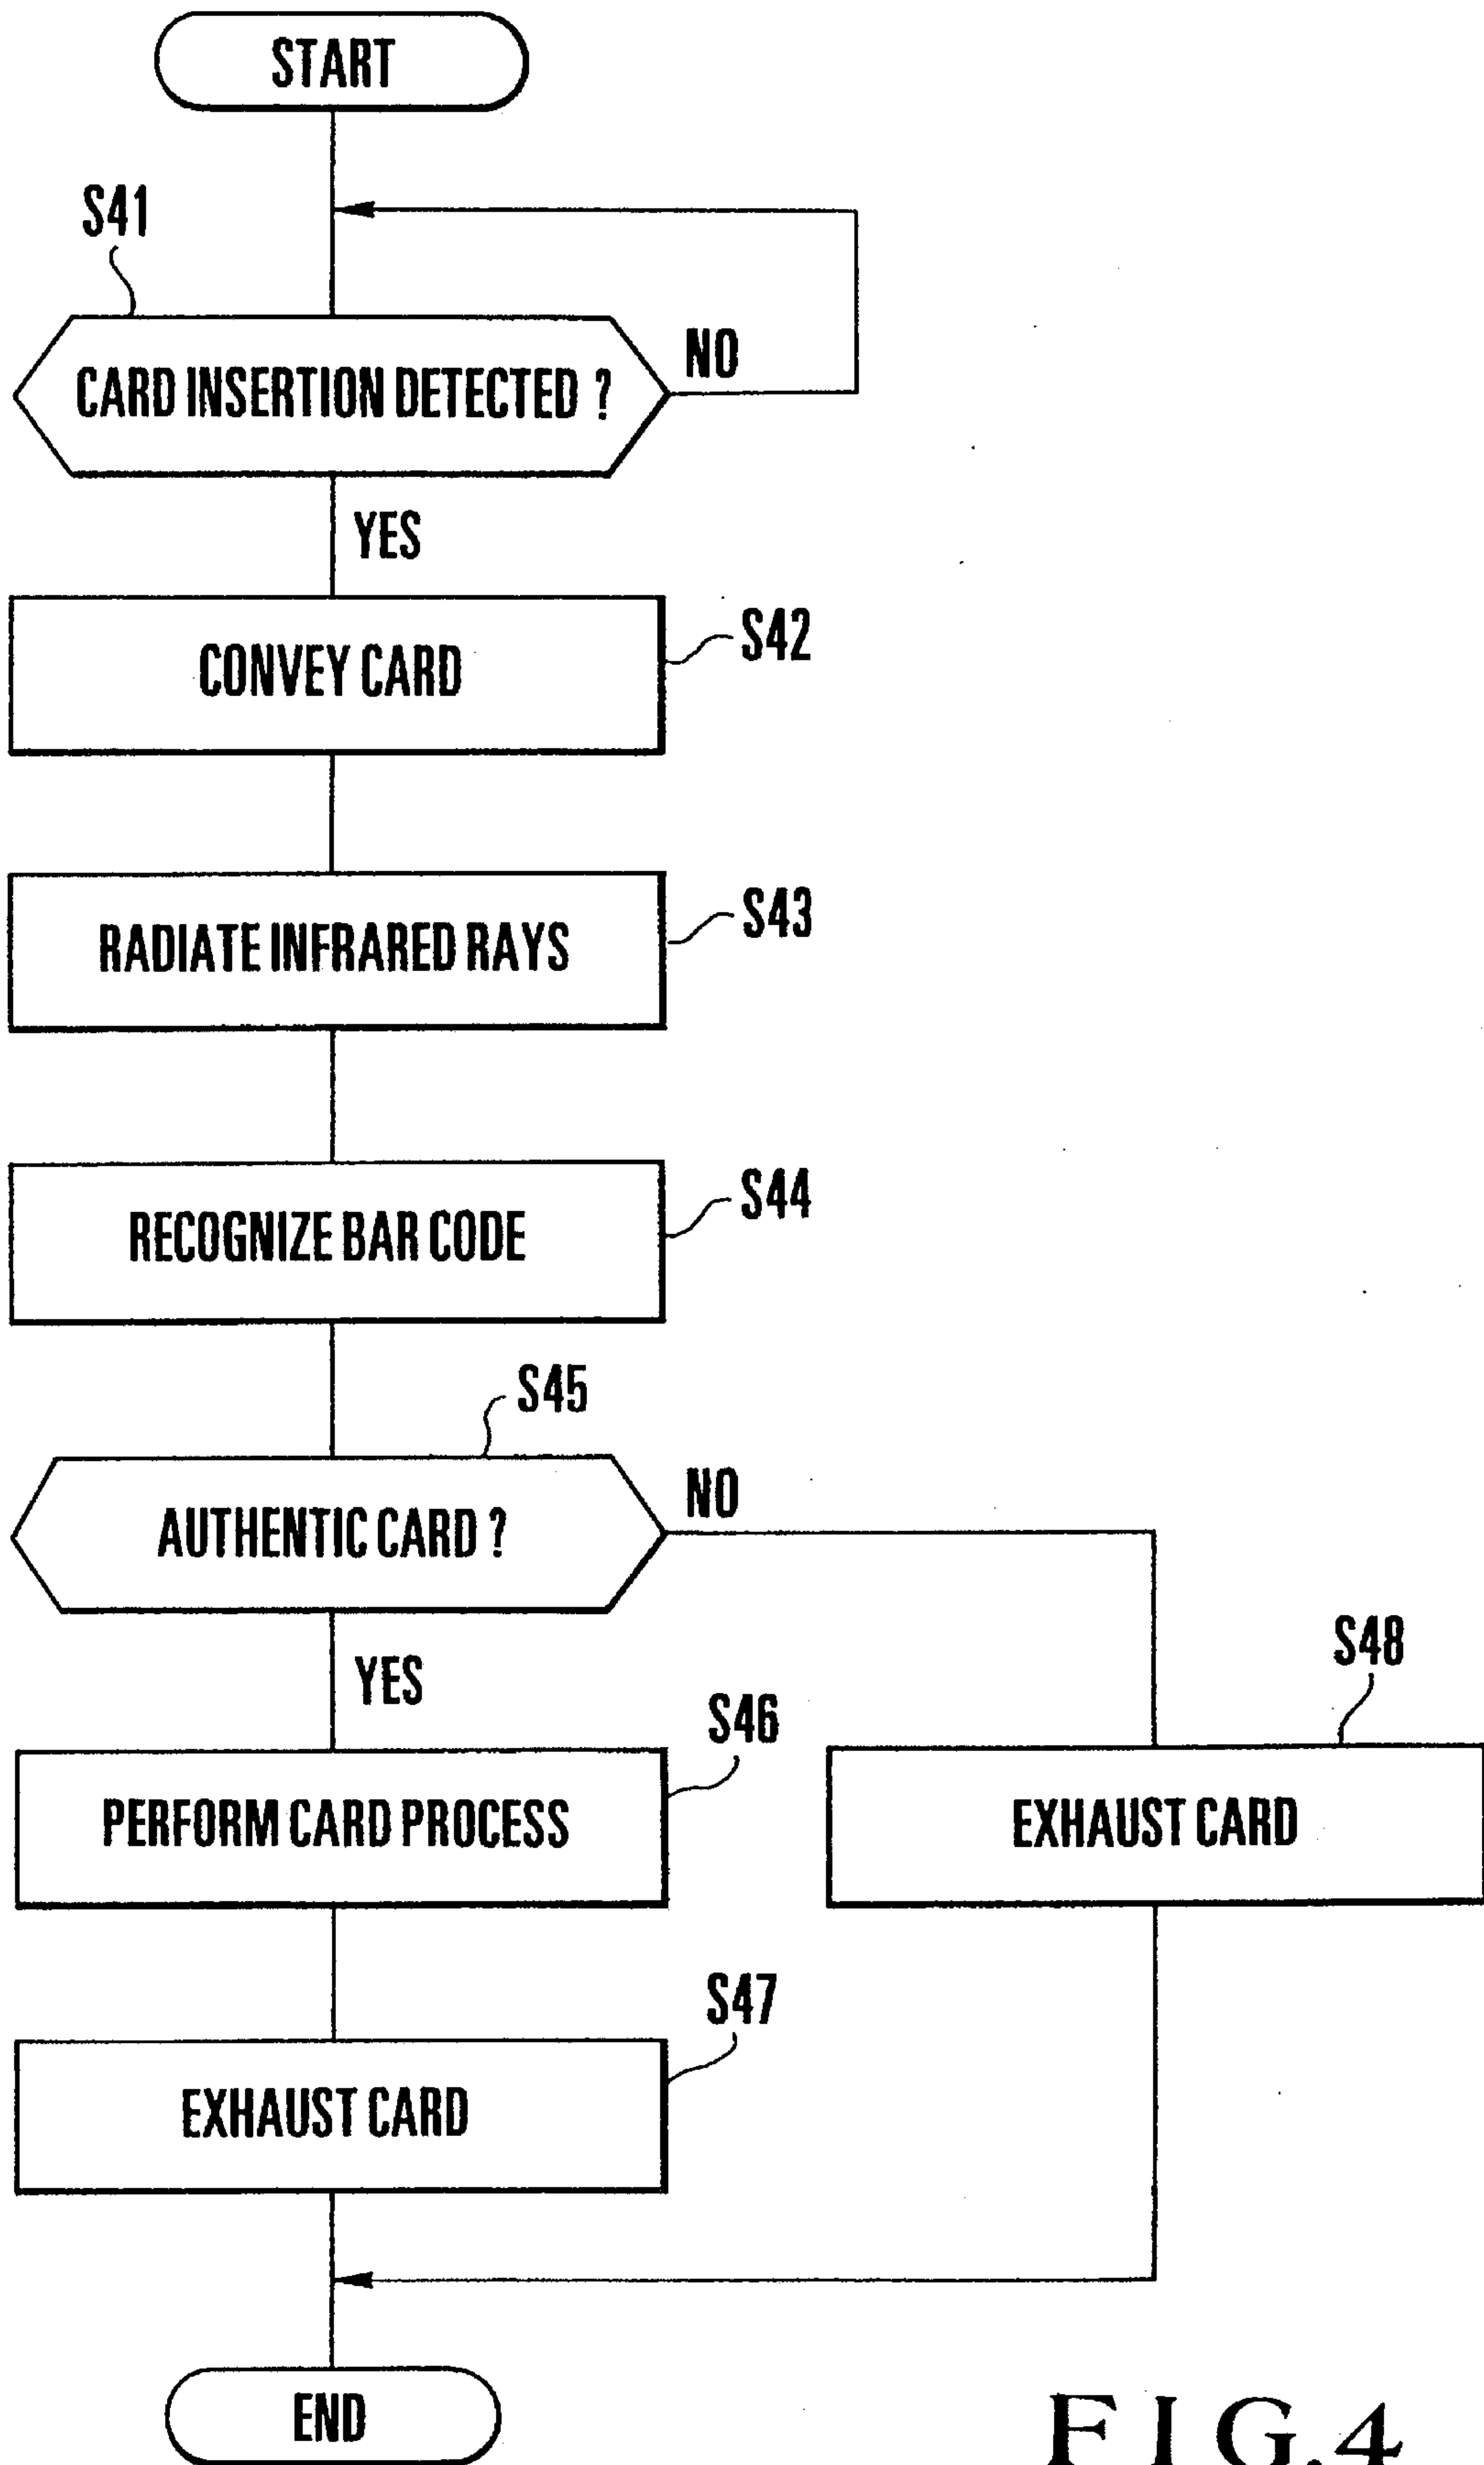 START
S41
CARD INSERTION DETECTED ?
NO
YES
CONVEY CARD
S42
RADIATE INFRARED RAYS
S43
RECOGNIZE BAR CODE
S44
S45
AUTHENTIC CARD ?
NO
YES
S46
PERFORM CARD PROCESS
S48
EXHAUST CARD
S47
EXHAUST CARD
END
FIG.4